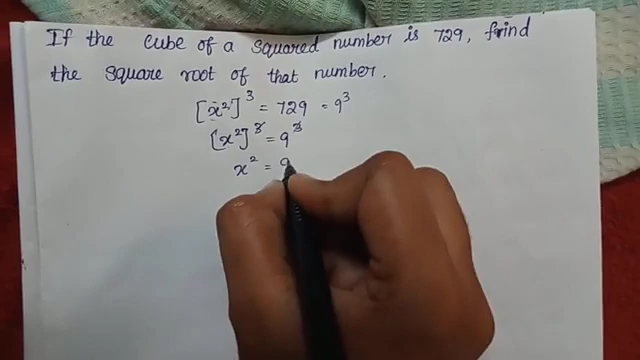 If the cube of a squared number is 729, find
the square root of that number.
[x²]³ = 729 = 9³
[x²]³ = 9³
x² = 9